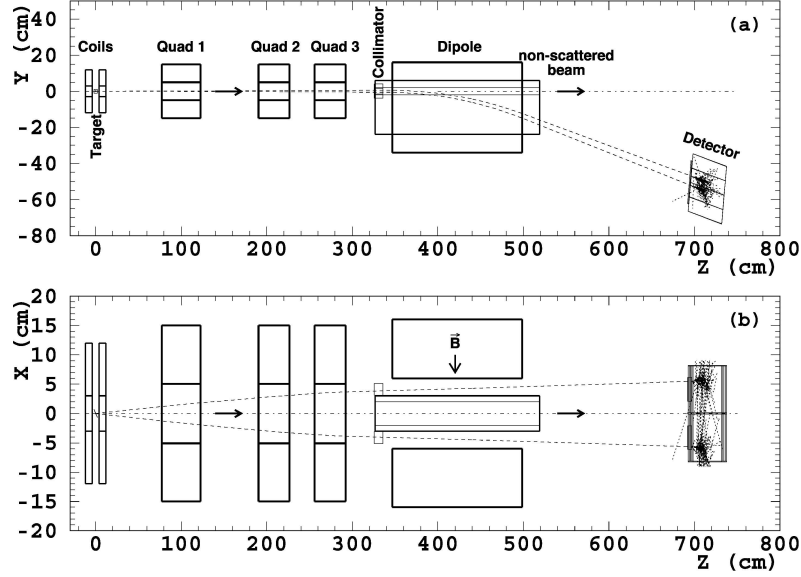 40
20
0
-20
-40
-60
-80
Y (cm)
(a)
Coils
Quad 1
Quad 2
Quad 3
Collimator
Dipole
non-scattered
beam
Target
Detector
0
100
200
300
400
500
600
700
800
Z (cm)
20
15
10
5
0
-5
-10
-15
-20
X (cm)
(b)
B
0
100
200
300
400
500
600
700
800
Z (cm)